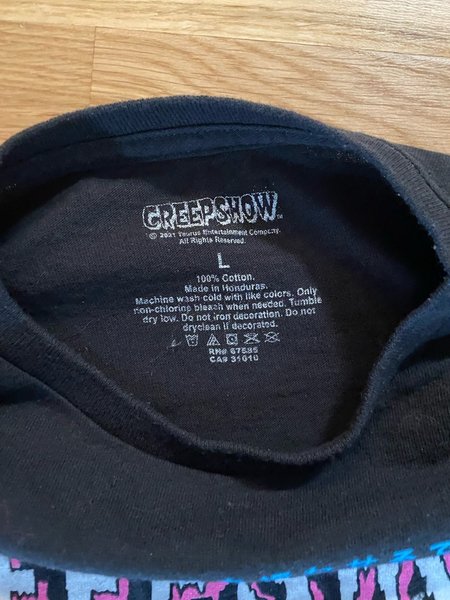 CREEPSHOW™
© 2021 Taurus Entertainment Company.
All Rights Reserved.
L
100% Cotton.
Made in Honduras.
Machine wash cold with like colors. Only
non-chlorine bleach when needed. Tumble
dry low. Do not iron decoration. Do not
dryclean if decorated.
RN# 67535
CA# 31010